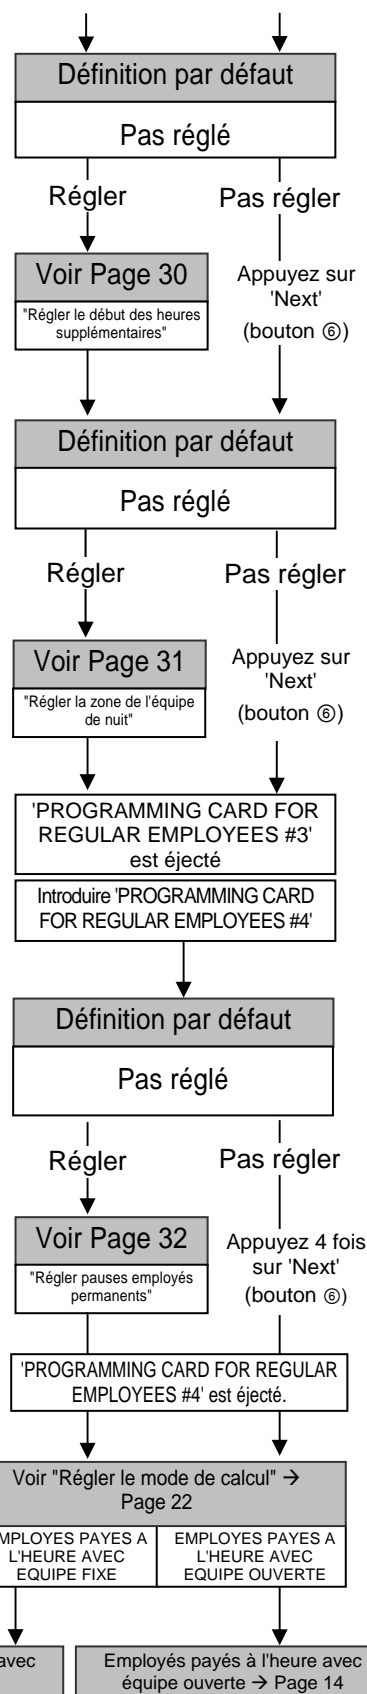 Définition par défaut
Pas réglé
Régler
Pas régler
Voir Page 30
"Régler le début des heures
supplémentaires"
Appuyez sur
'Next'
(bouton ⑥)
Définition par défaut
Pas réglé
Régler
Pas régler
Voir Page 31
"Régler la zone de l'équipe
de nuit"
Appuyez sur
'Next'
(bouton ⑥)
'PROGRAMMING CARD FOR
REGULAR EMPLOYEES #3'
est éjecté
Introduire 'PROGRAMMING CARD
FOR REGULAR EMPLOYEES #4'
Définition par défaut
Pas réglé
Régler
Pas régler
Voir Page 32
"Régler pauses employés
permanents"
Appuyez 4 fois
sur 'Next'
(bouton ⑥)
'PROGRAMMING CARD FOR REGULAR
EMPLOYEES #4' est éjecté.
Voir "Régler le mode de calcul" →
Page 22
MPLOYES PAYES A
L'HEURE AVEC
EQUIPE FIXE
EMPLOYES PAYES A
L'HEURE AVEC
EQUIPE OUVERTE
avec
Employés payés à l'heure avec
équipe ouverte → Page 14